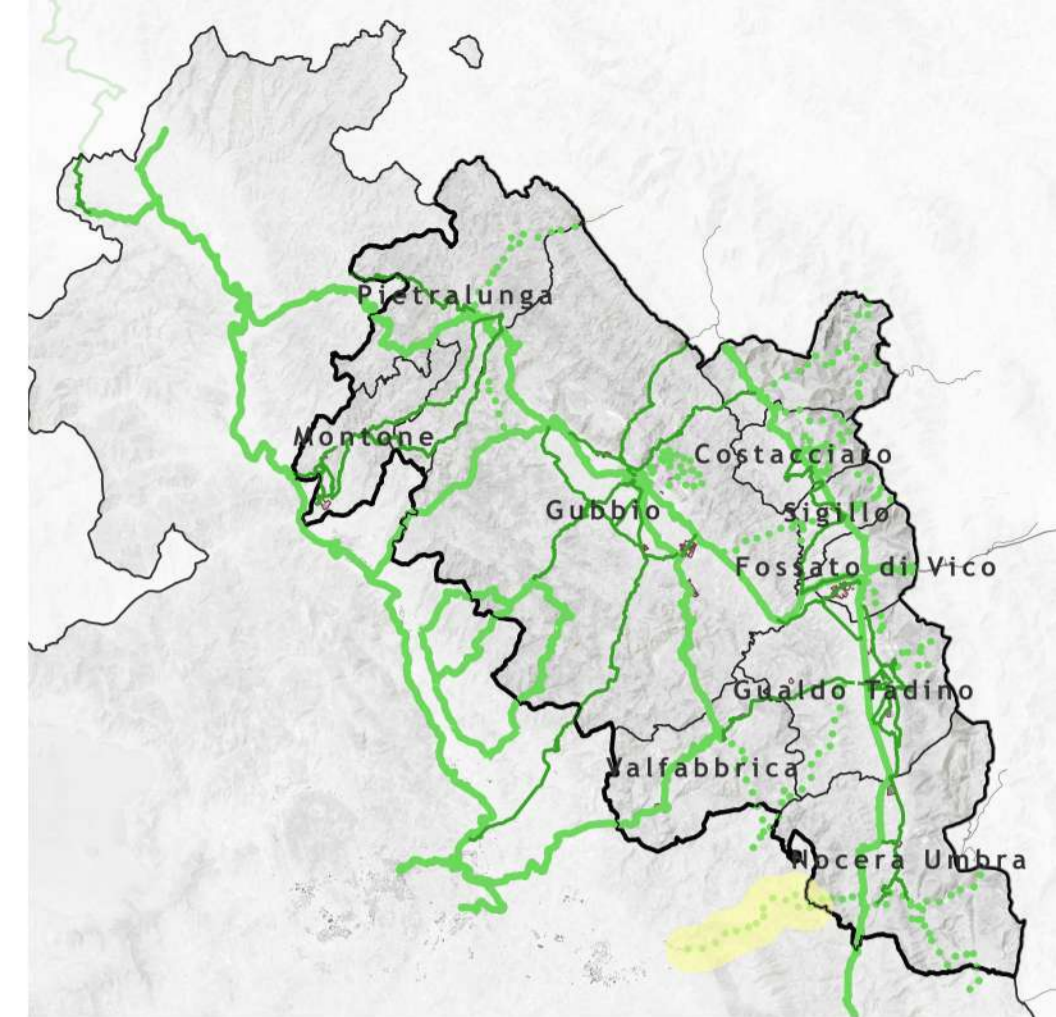 Pietralunga
Montone
Costacciaro
Gubbio
Sigillo
Fossato di Vico
Gualdo Tadino
Valfabbrica
Nocera Umbra